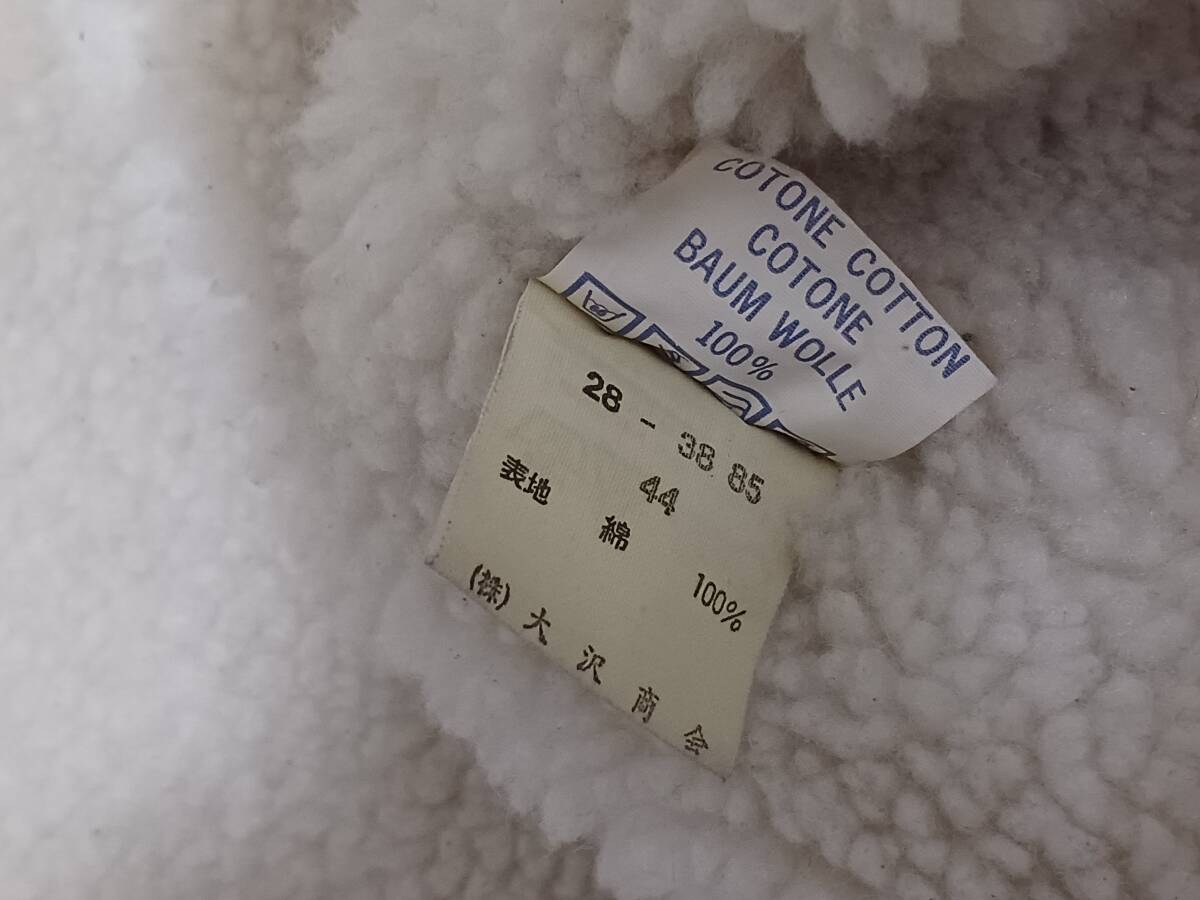 COTONE COTTON
COTONE
BAUM WOLLE
100%
28 - 38 85
44
表地 綿 100%
(株) 大沢商会